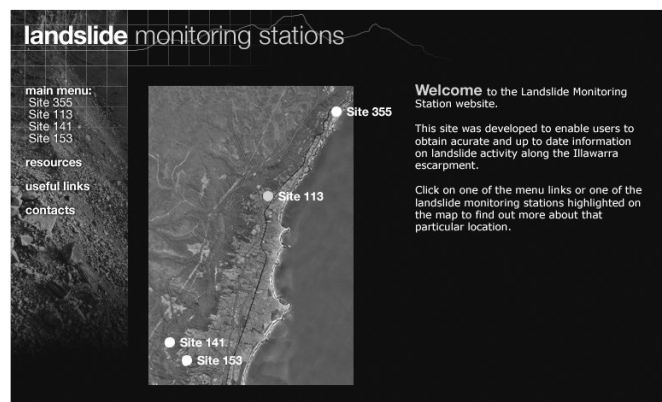 landslide monitoring stations
main menu:
Site 355
Site 113
Site 141
Site 153
resources
useful links
contacts
Site 355
Site 113
Site 141
Site 153
Welcome to the Landslide Monitoring
Station website.
This site was developed to enable users to
obtain acurate and up to date information
on landslide activity along the Illawarra
escarpment.
Click on one of the menu links or one of the
landslide monitoring stations highlighted on
the map to find out more about that
particular location.